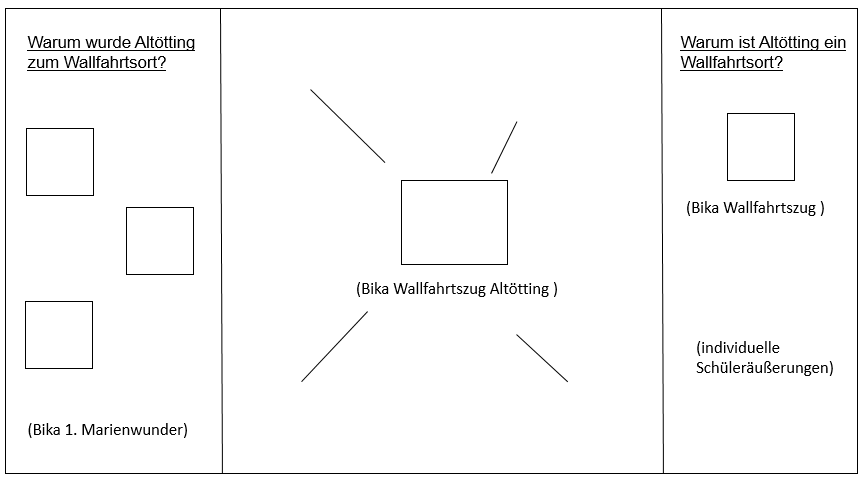 Warum wurde Altötting
zum Wallfahrtsort?
(Bika 1. Marienwunder)
(Bika Wallfahrtszug Altötting )
Warum ist Altötting ein
Wallfahrtsort?
(Bika Wallfahrtszug )
(individuelle
Schüleräußerungen)